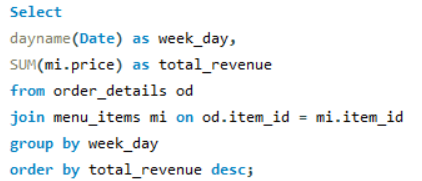 Select
dayname(Date) as week_day,
SUM(mi.price) as total_revenue
from order_details od
join menu_items mi on od.item_id = mi.item_id
group by week_day
order by total_revenue desc;